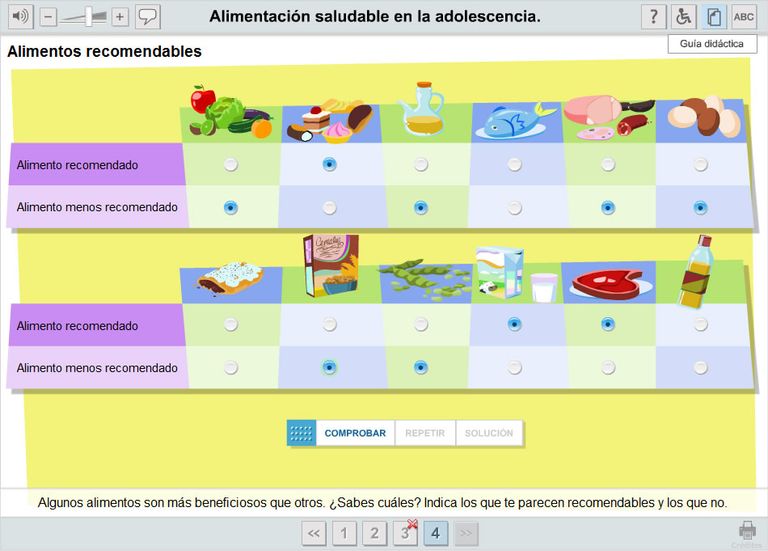 Alimentación saludable en la adolescencia.
?
ABC
Guía didáctica
Alimentos recomendables
Alimento recomendado
Alimento menos recomendado
Cereales
Alimento recomendado
Alimento menos recomendado
COMPROBAR
REPETIR
SOLUCIÓN
Algunos alimentos son más beneficiosos que otros. ¿Sabes cuáles? Indica los que te parecen recomendables y los que no.
<< 1 2 3 4 >>
Créditos